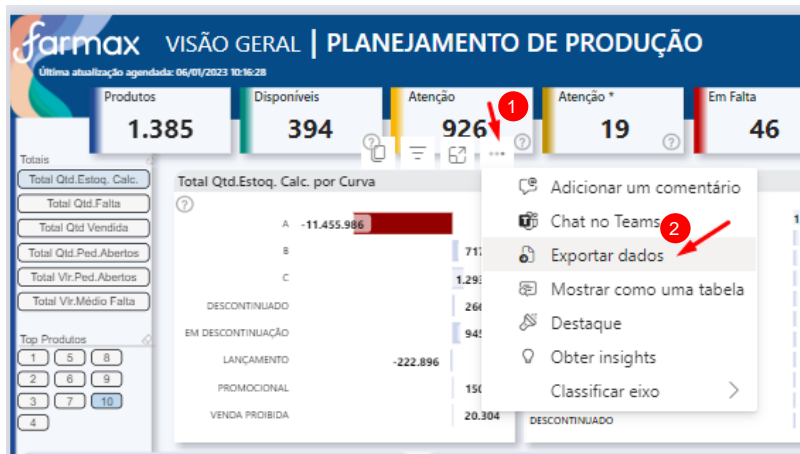 farmax VISÃO GERAL | PLANEJAMENTO DE PRODUÇÃO
Última atualização agendada: 06/01/2023 10:16:28
Produtos Disponíveis Atenção Atenção * Em Falta
1.385 394 926 19 46
1
Totais
Total Qtd.Estoq. Calc.
Total Qtd.Falta
Total Qtd Vendida
Total Qtd.Ped.Abertos
Total Vlr.Ped.Abertos
Total Vlr.Médio Falta
Top Produtos
1 5 8
2 6 9
3 7 10
4
Total Qtd.Estoq. Calc. por Curva
A -11.455.986
B 717
C 1.293
DESCONTINUADO 266
EM DESCONTINUAÇÃO 945
LANÇAMENTO -222.896
PROMOCIONAL 150
VENDA PROIBIDA 20.304
Adicionar um comentário
Chat no Teams
2
Exportar dados
Mostrar como uma tabela
Destaque
Obter insights
Classificar eixo
DESCONTINUADO